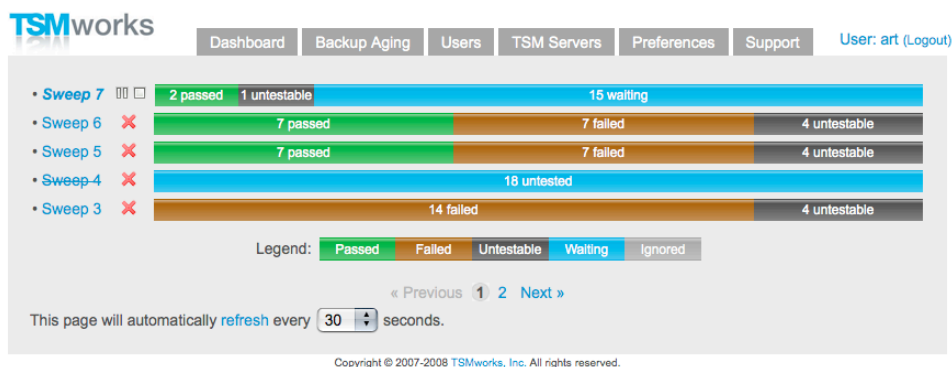 TSMworks
Dashboard Backup Aging Users TSM Servers Preferences Support User: art (Logout)
• Sweep 7 2 passed 1 untestable 15 waiting
• Sweep 6 7 passed 7 failed 4 untestable
• Sweep 5 7 passed 7 failed 4 untestable
• Sweep 4 18 untested
• Sweep 3 14 failed 4 untestable
Legend: Passed Failed Untestable Waiting Ignored
« Previous 1 2 Next »
This page will automatically refresh every 30 seconds.
Copyright © 2007-2008 TSMworks, Inc. All rights reserved.